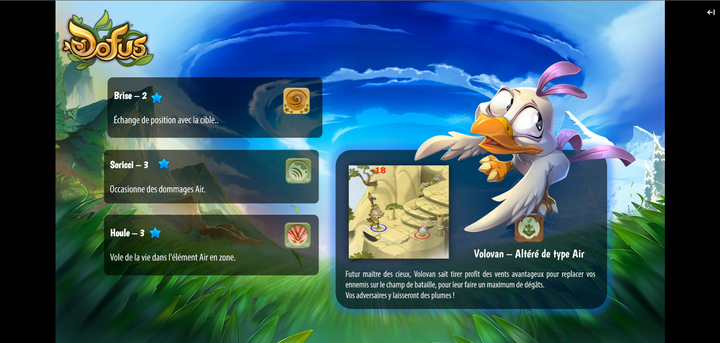 Dofus
Brise – 2
Échange de position avec la cible..
Soricci – 3
Occasionne des dommages Air.
Houle – 3
Vole de la vie dans l'élément Air en zone.
-18
Volovan – Altéré de type Air
Futur maître des cieux, Volovan sait tirer profit des vents avantageux pour replacer vos
ennemis sur le champ de bataille, pour leur faire un maximum de dégâts.
Vos adversaires y laisseront des plumes !